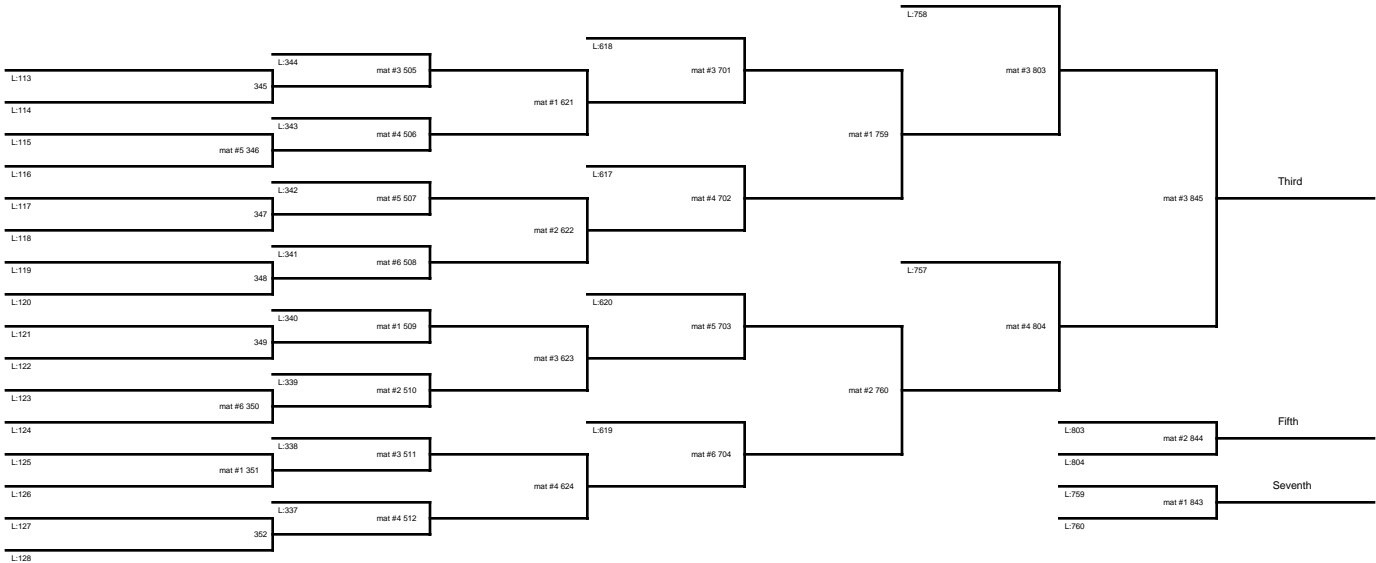 L:758
L:618
mat #3 701
mat #3 803
L:344
mat #3 505
L:113
345
mat #1 621
L:114
L:343
mat #4 506
mat #1 759
L:115
mat #5 346
L:116
L:617
L:342
mat #5 507
mat #4 702
Third
mat #3 845
L:117
347
mat #2 622
L:118
L:341
mat #6 508
L:119
348
L:757
L:120
L:620
L:340
mat #1 509
mat #5 703
mat #4 804
L:121
349
mat #3 623
L:122
L:339
mat #2 510
mat #2 760
L:123
mat #6 350
L:124
L:619
L:803
mat #2 844
Fifth
L:804
L:338
mat #3 511
mat #6 704
L:125
mat #1 351
mat #4 624
L:126
L:759
mat #1 843
Seventh
L:760
L:337
mat #4 512
L:127
352
L:128